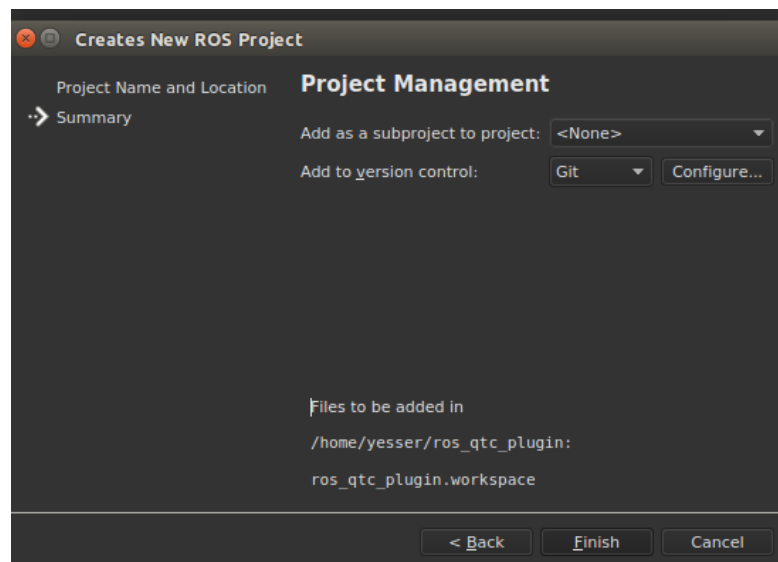 Creates New ROS Project
Project Name and Location
Summary
Project Management
Add as a subproject to project: <None>
Add to version control: Git Configure...
Files to be added in
/home/yesser/ros_qtc_plugin:
ros_qtc_plugin.workspace
< Back Finish Cancel